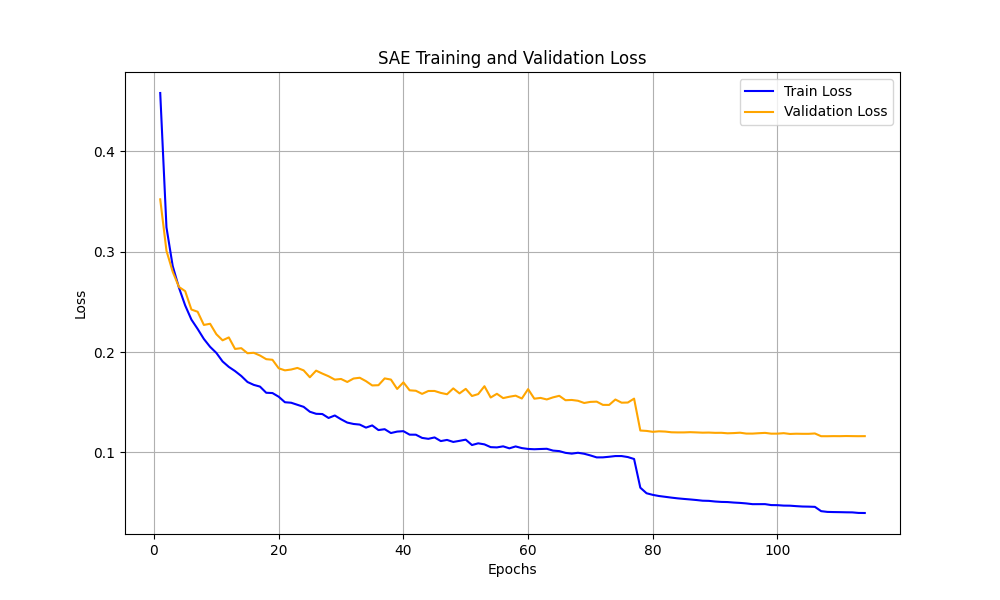 SAE Training and Validation Loss
Train Loss
Validation Loss
0.4
0.3
0.2
0.1
Loss
0 20 40 60 80 100
Epochs